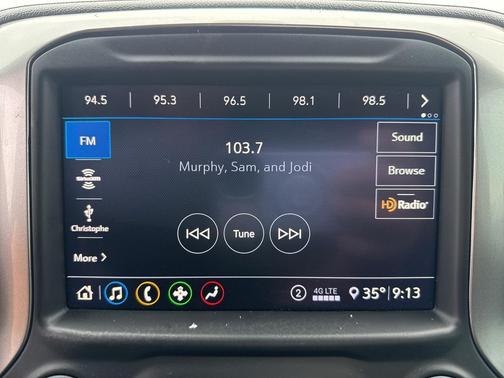 94.5 95.3 96.5 98.1 98.5
FM
103.7
Murphy, Sam, and Jodi
Sound
Browse
HD Radio
SiriusXM
Christophe
Tune
More
2 4G LTE 35° 9:13